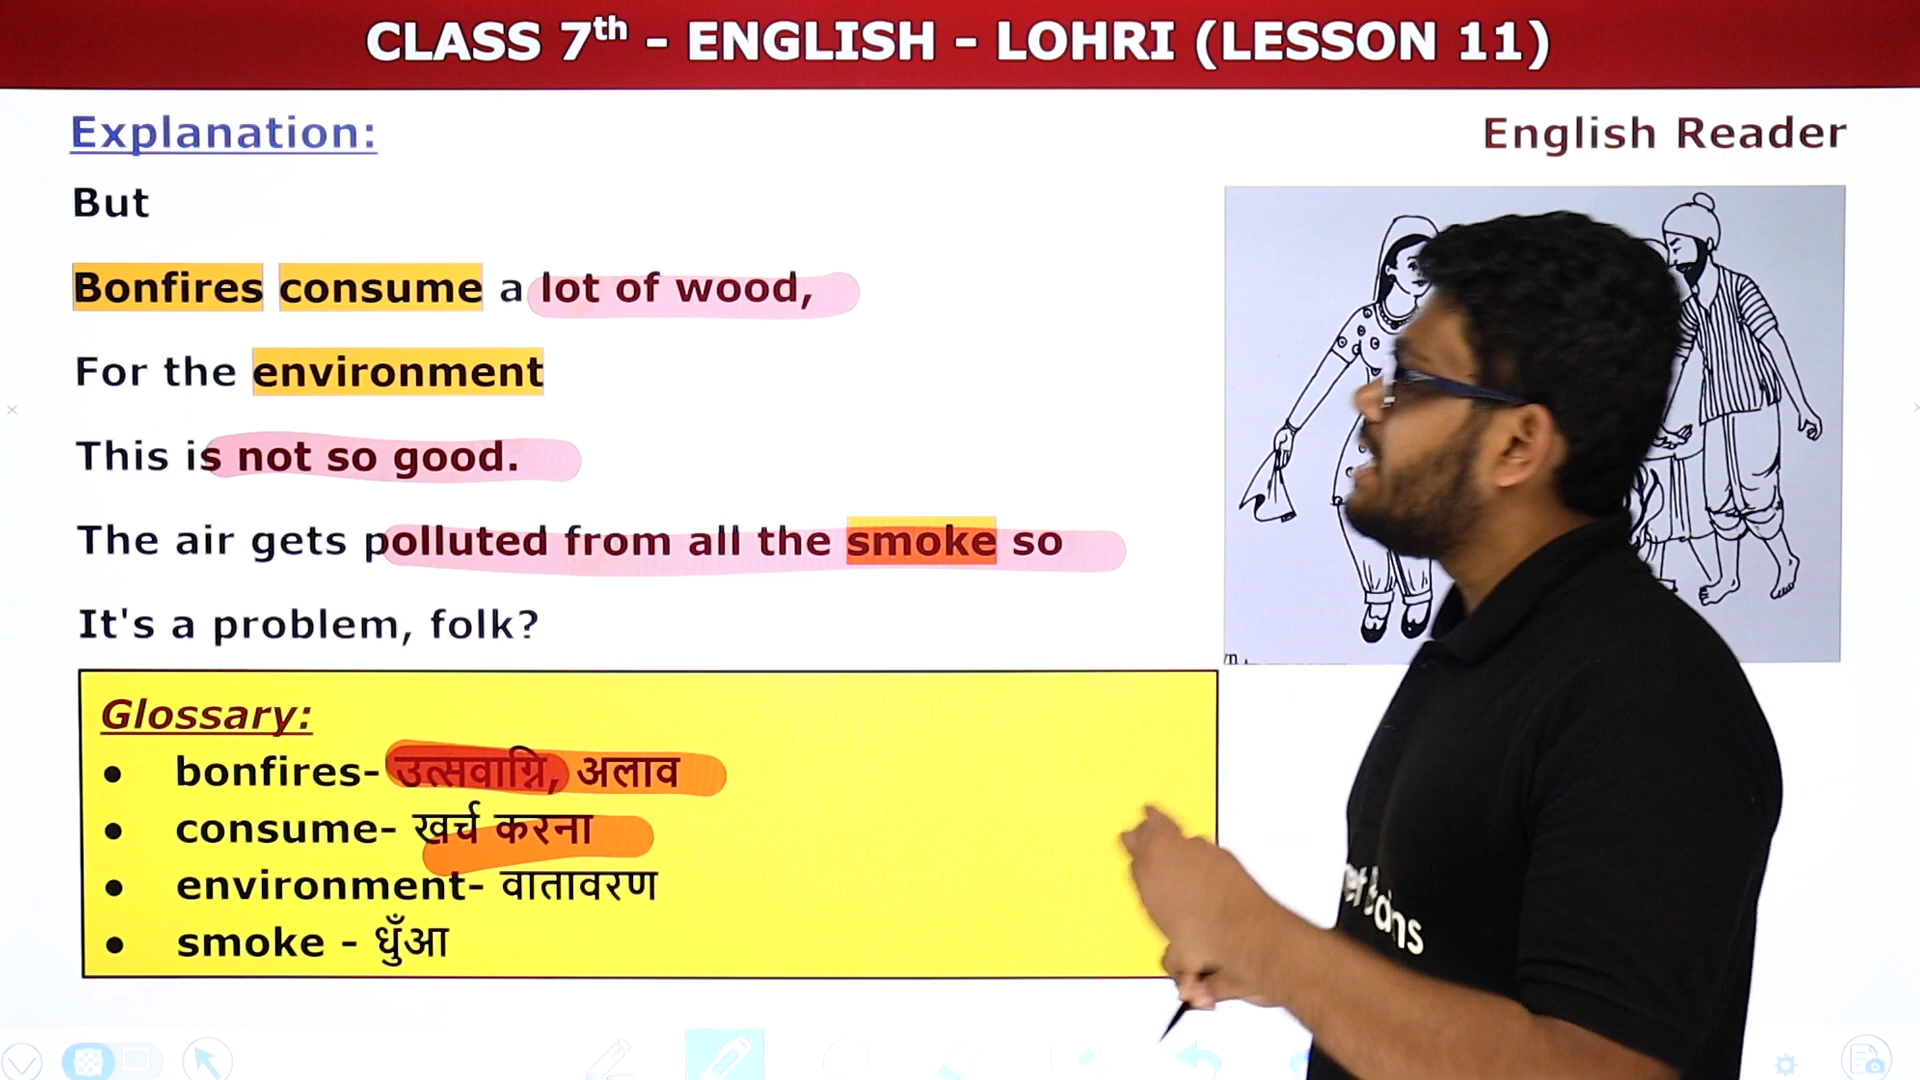 CLASS 7th - ENGLISH - LOHRI (LESSON 11)
Explanation:
English Reader
But
Bonfires consume a lot of wood,
For the environment
This is not so good.
The air gets polluted from all the smoke so
It's a problem, folk?
Glossary:
• bonfires- उत्सवाग्नि, अलाव
• consume- खर्च करना
• environment- वातावरण
• smoke - धुँआ